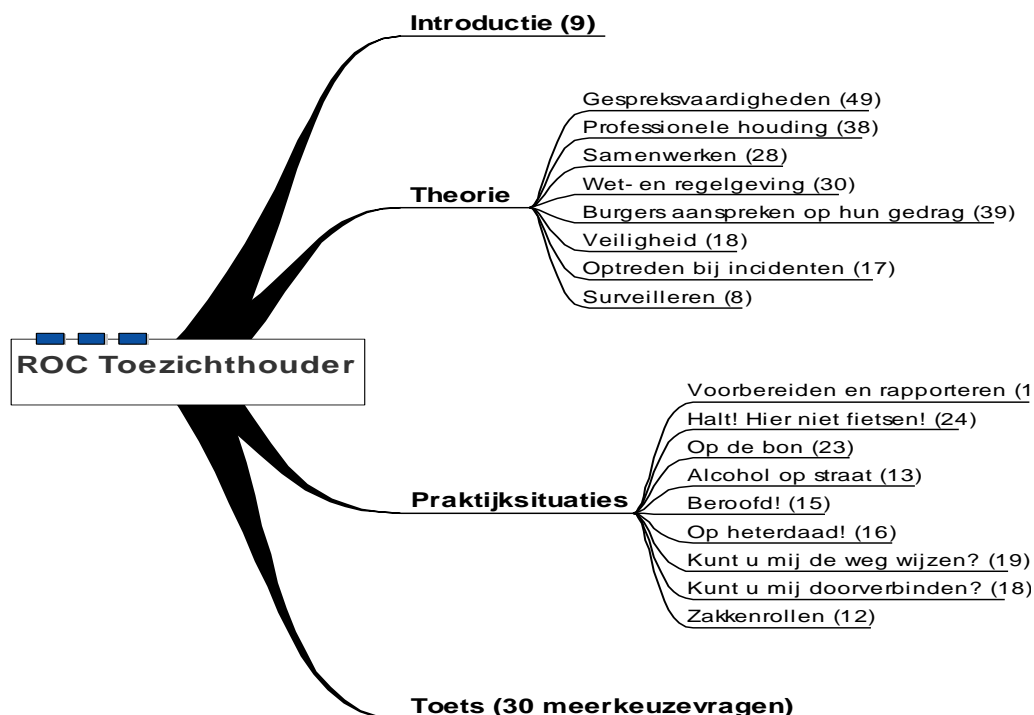 Introductie (9)
Gespreksvaardigheden (49)
Professionele houding (38)
Samenwerken (28)
Theorie
Wet- en regelgeving (30)
Burgers aanspreken op hun gedrag (39)
Veiligheid (18)
Optreden bij incidenten (17)
Surveilleren (8)
ROC Toezichthouder
Voorbereiden en rapporteren (1
Halt! Hier niet fietsen! (24)
Op de bon (23)
Alcohol op straat (13)
Praktijksituaties
Beroofd! (15)
Op heterdaad! (16)
Kunt u mij de weg wijzen? (19)
Kunt u mij doorverbinden? (18)
Zakkenrollen (12)
Toets (30 meerkeuzevragen)